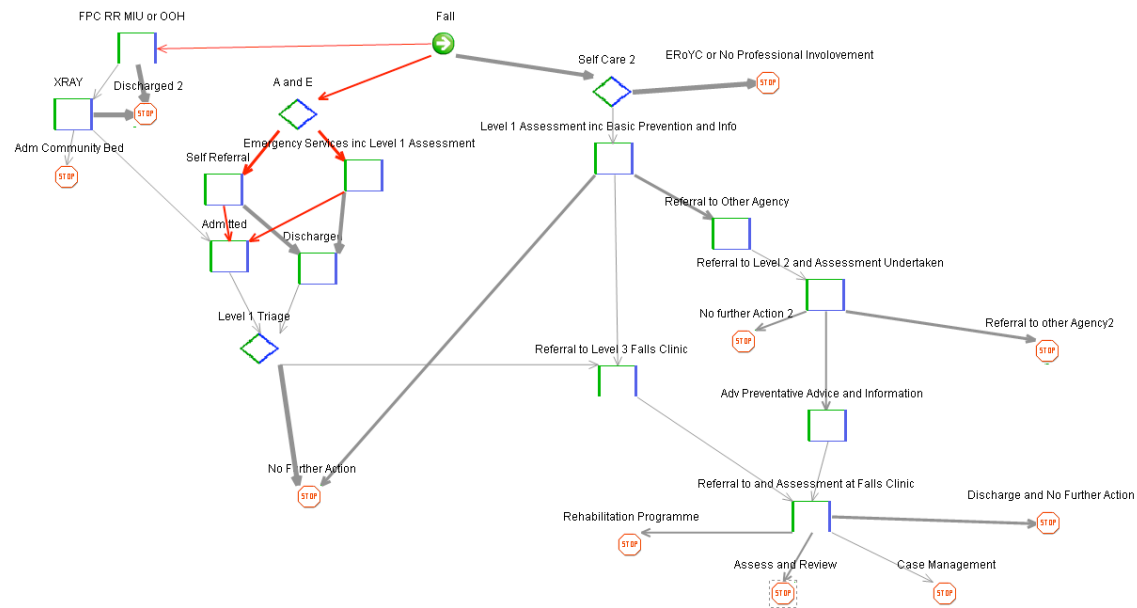 FPC RR MIU or OOH
Fall
Self Care 2
ERoYC or No Professional Involovement
XRAY
Discharged 2
STOP
A and E
STOP
Level 1 Assessment inc Basic Prevention and Info
Emergency Services inc Level 1 Assessment
Adm Community Bed
STOP
Self Referral
Referral to Other Agency
Admitted
Discharged
Referral to Level 2 and Assessment Undertaken
Level 1 Triage
No further Action 2
STOP
Referral to other Agency2
STOP
Referral to Level 3 Falls Clinic
Adv Preventative Advice and Information
No Further Action
STOP
Referral to and Assessment at Falls Clinic
Discharge and No Further Action
STOP
Rehabilitation Programme
STOP
Assess and Review
STOP
Case Management
STOP